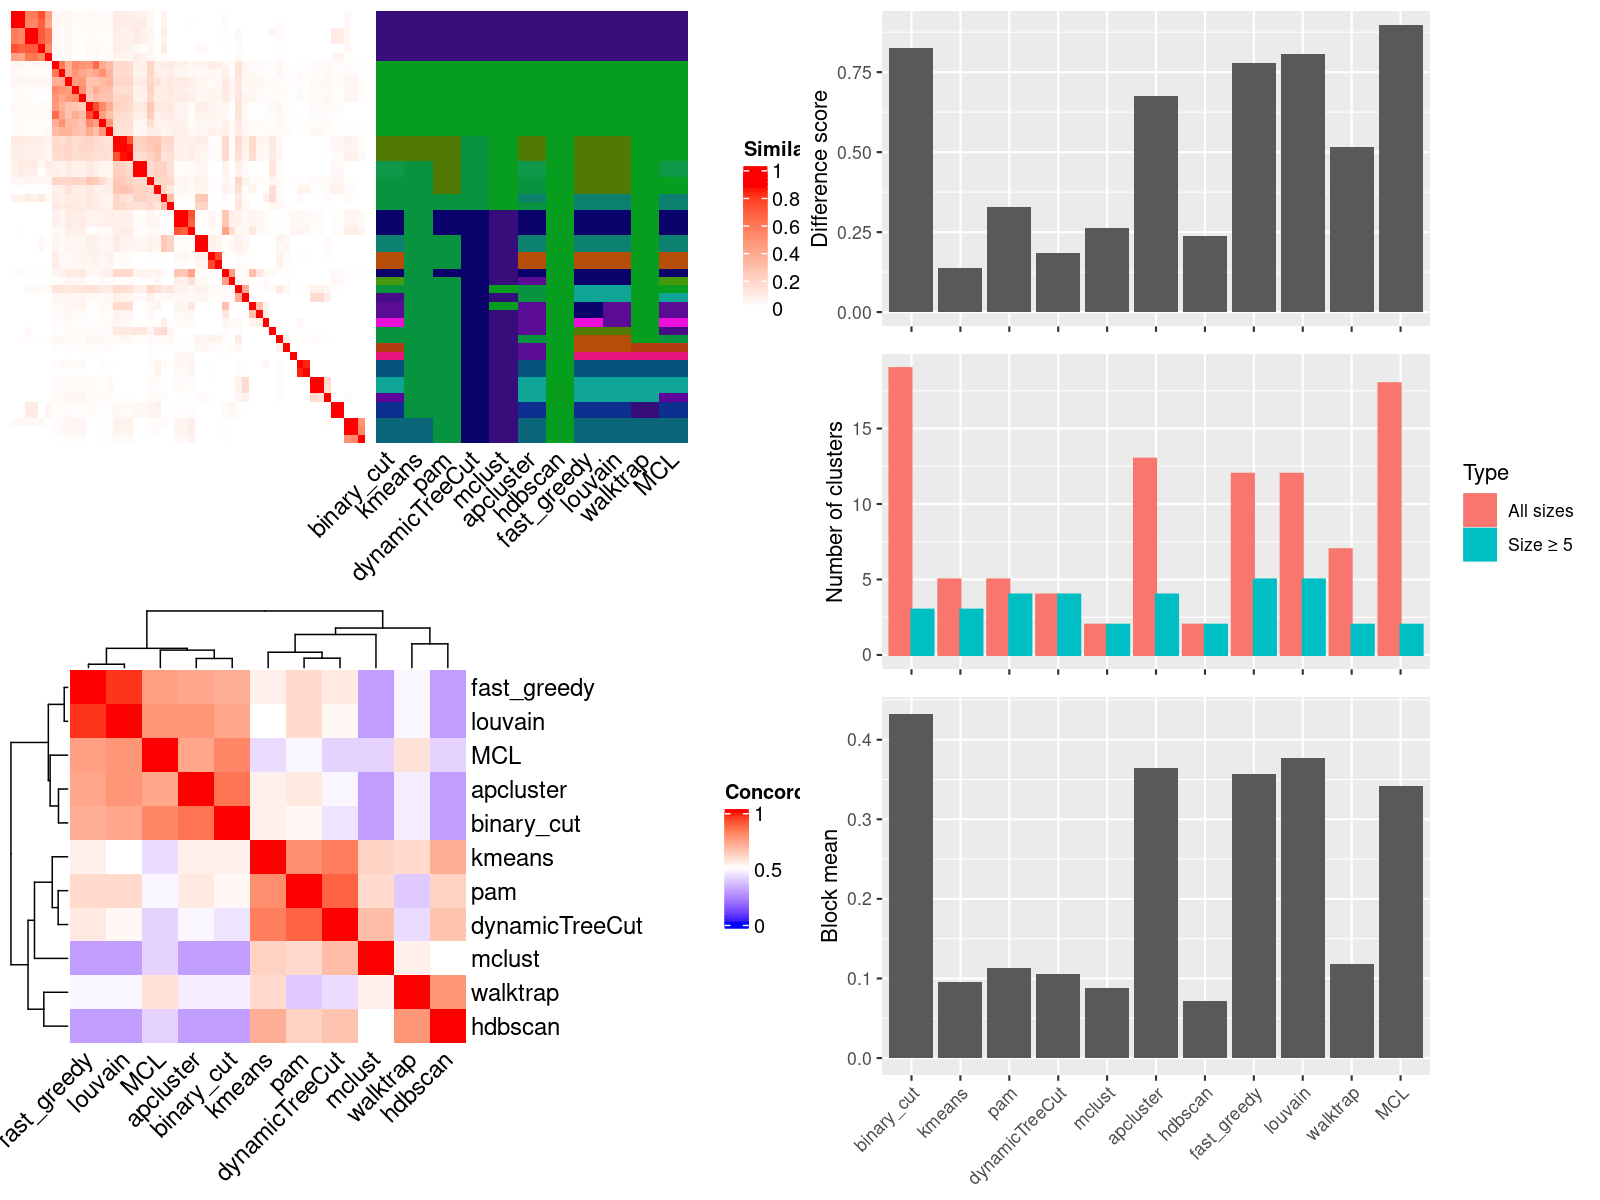 Simila
1
0.8
0.6
0.4
0.2
0
binary_cut
kmeans
pam
dynamicTreeCut
mclust
apcluster
hdbscan
fast_greedy
louvain
walktrap
MCL
fast_greedy
louvain
MCL
apcluster
binary_cut
kmeans
pam
dynamicTreeCut
mclust
walktrap
hdbscan
fast_greedy
louvain
MCL
apcluster
binary_cut
kmeans
pam
dynamicTreeCut
mclust
walktrap
hdbscan
Concord
1
0.5
0
Difference score
0.75
0.50
0.25
0.00
Number of clusters
15
10
5
0
Type
All sizes
Size ≥ 5
Block mean
0.4
0.3
0.2
0.1
0.0
binary_cut
kmeans
pam
dynamicTreeCut
mclust
apcluster
hdbscan
fast_greedy
louvain
walktrap
MCL